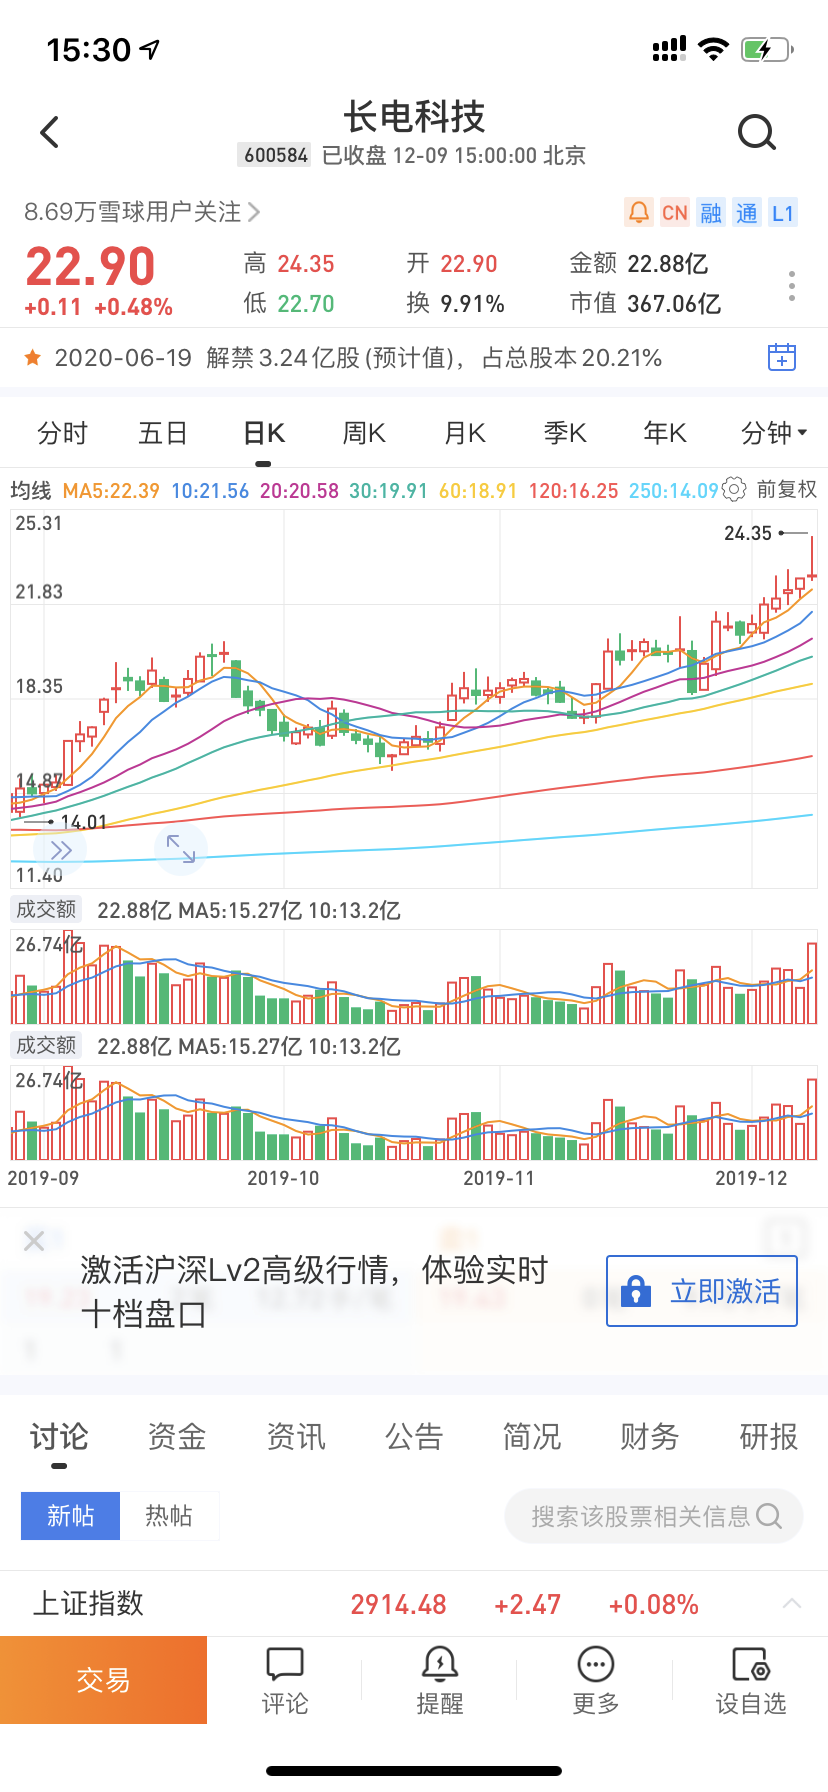 15:30
长电科技
600584 已收盘 12-09 15:00:00 北京
8.69万雪球用户关注 CN 融 通 L1
22.90 高 24.35 开 22.90 金额 22.88亿
+0.11 +0.48% 低 22.70 换 9.91% 市值 367.06亿
2020-06-19 解禁3.24亿股(预计值)，占总股本20.21%
分时 五日 日K 周K 月K 季K 年K 分钟
均线 MA5:22.39 10:21.56 20:20.58 30:19.91 60:18.91 120:16.25 250:14.09 前复权
25.31
24.35
21.83
18.35
14.87
14.01
11.40
成交额 22.88亿 MA5:15.27亿 10:13.2亿
26.74亿
成交额 22.88亿 MA5:15.27亿 10:13.2亿
26.74亿
2019-09 2019-10 2019-11 2019-12
激活沪深Lv2高级行情，体验实时
十档盘口
立即激活
讨论 资金 资讯 公告 简况 财务 研报
新帖 热帖 搜索该股票相关信息
上证指数 2914.48 +2.47 +0.08%
交易 评论 提醒 更多 设自选